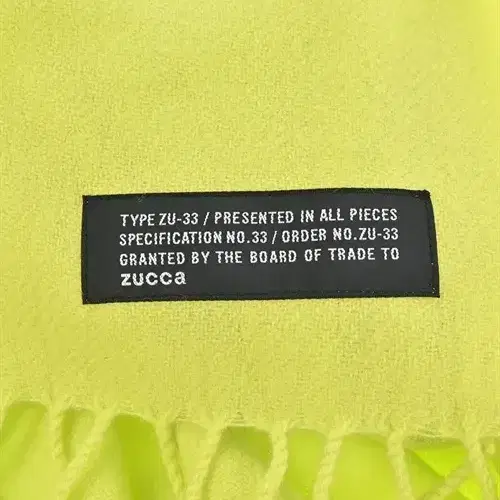 TYPE ZU-33 / PRESENTED IN ALL PIECES
SPECIFICATION NO.33 / ORDER NO.ZU-33
GRANTED BY THE BOARD OF TRADE TO
zucca